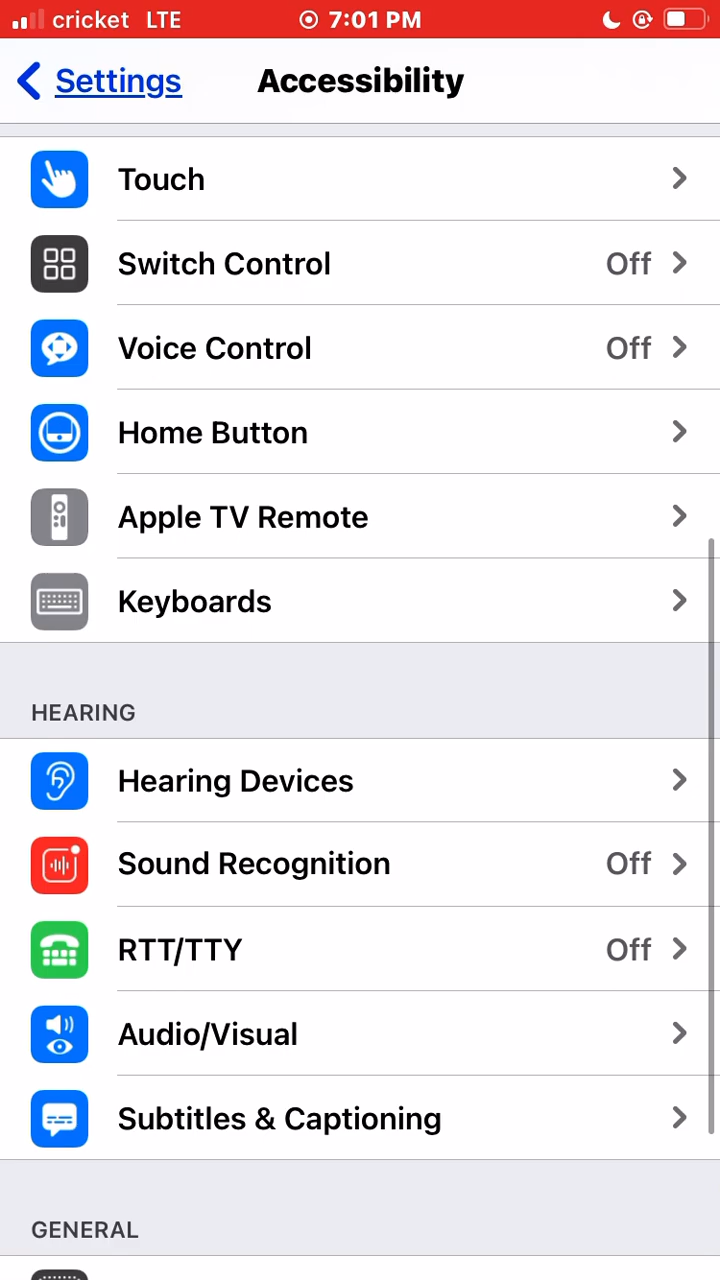 cricket LTE 7:01 PM
Settings Accessibility
Touch
Switch Control Off
Voice Control Off
Home Button
Apple TV Remote
Keyboards
HEARING
Hearing Devices
Sound Recognition Off
RTT/TTY Off
Audio/Visual
Subtitles & Captioning
GENERAL